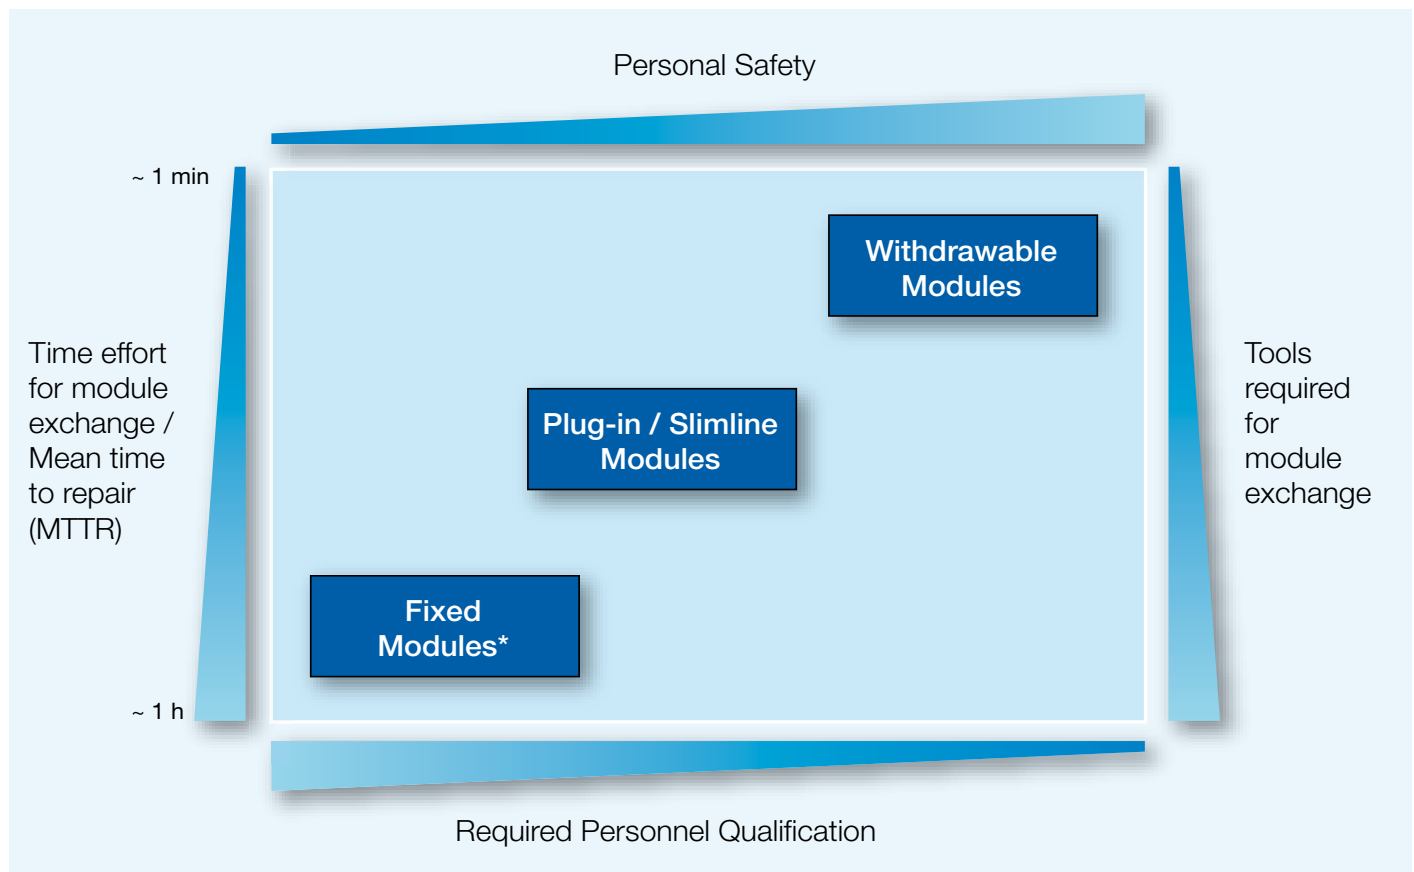 Personal Safety
~ 1 min
Withdrawable
Modules
Time effort
for module
exchange /
Mean time
to repair
(MTTR)
Tools
required
for
module
exchange
Plug-in / Slimline
Modules
Fixed
Modules*
~ 1 h
Required Personnel Qualification